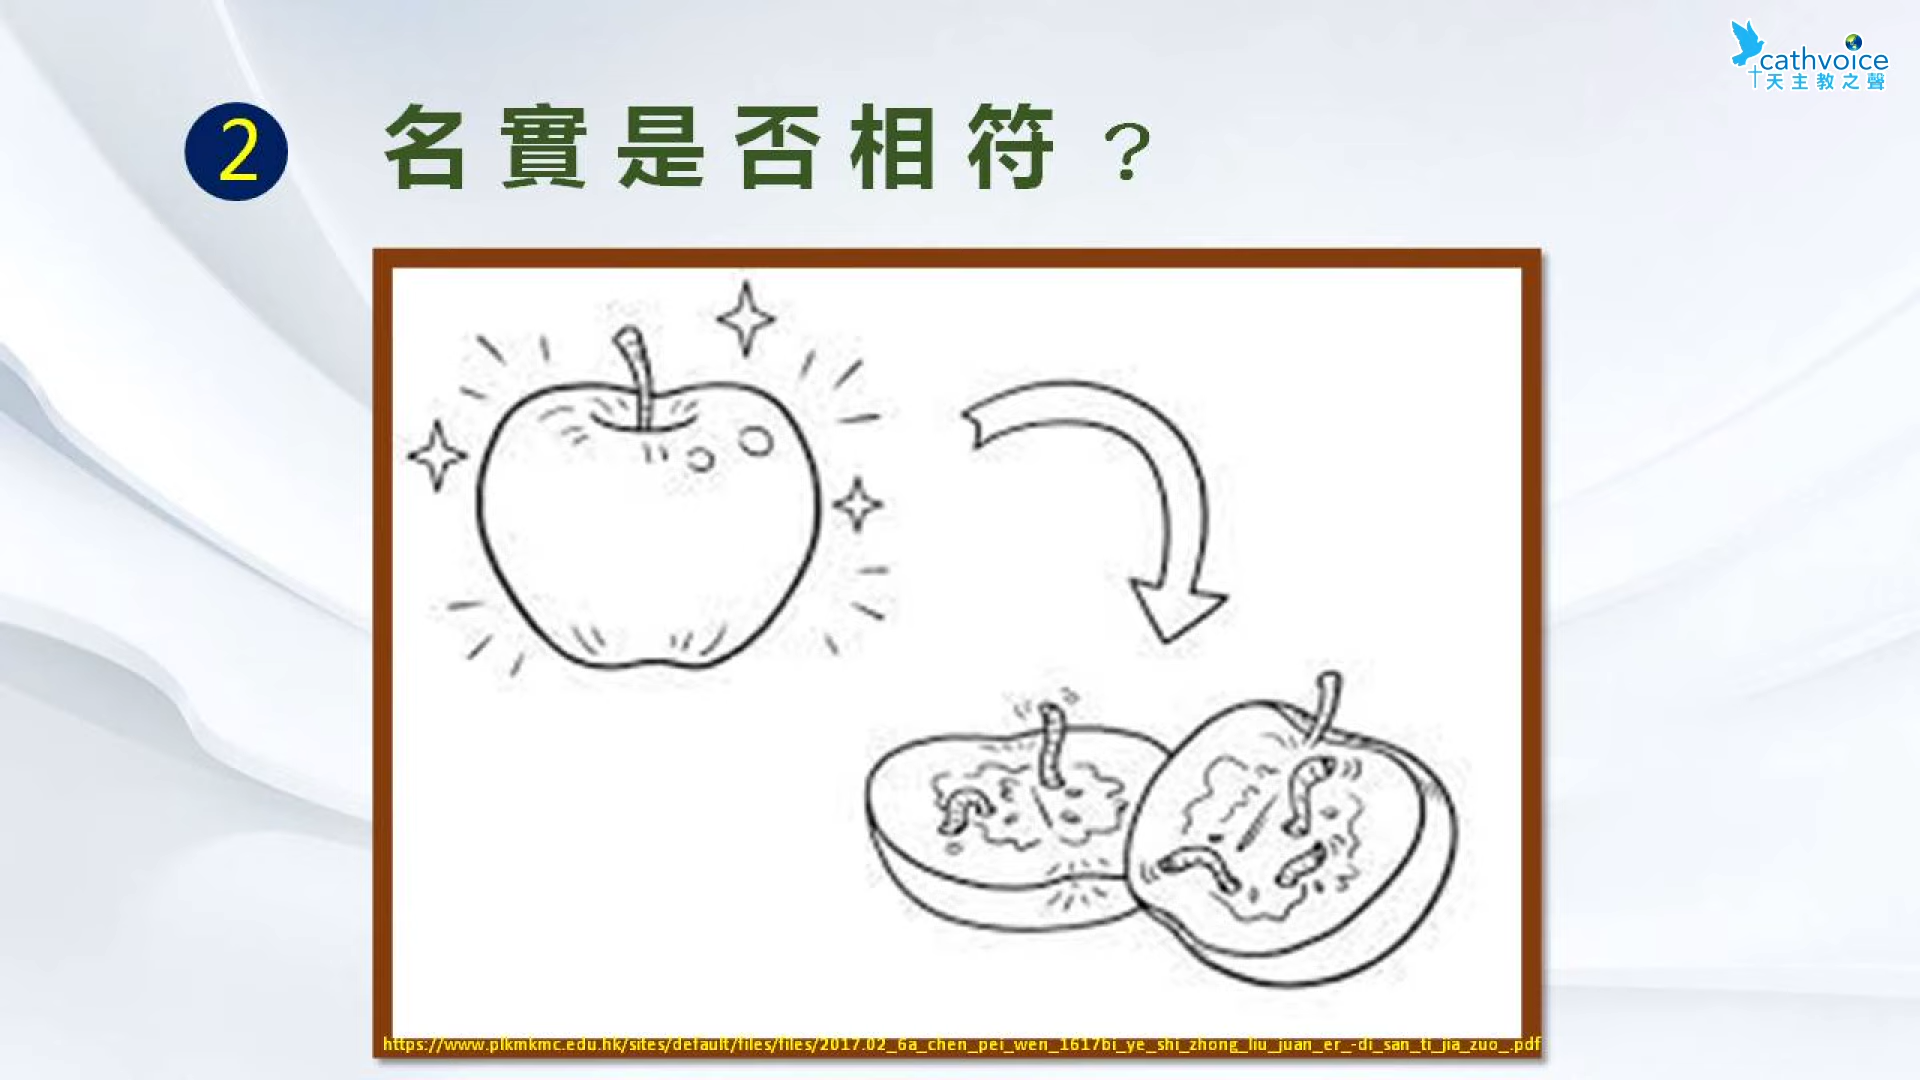 cathvoice
天主教之聲
2 名實是否相符？
https://www.plkmkmc.edu.hk/sites/default/files/files/2017.02_6a_chen_pei_wen_1617bi_ye_shi_zhong_liu_juan_er_-di_san_ti_jia_zuo_.pdf